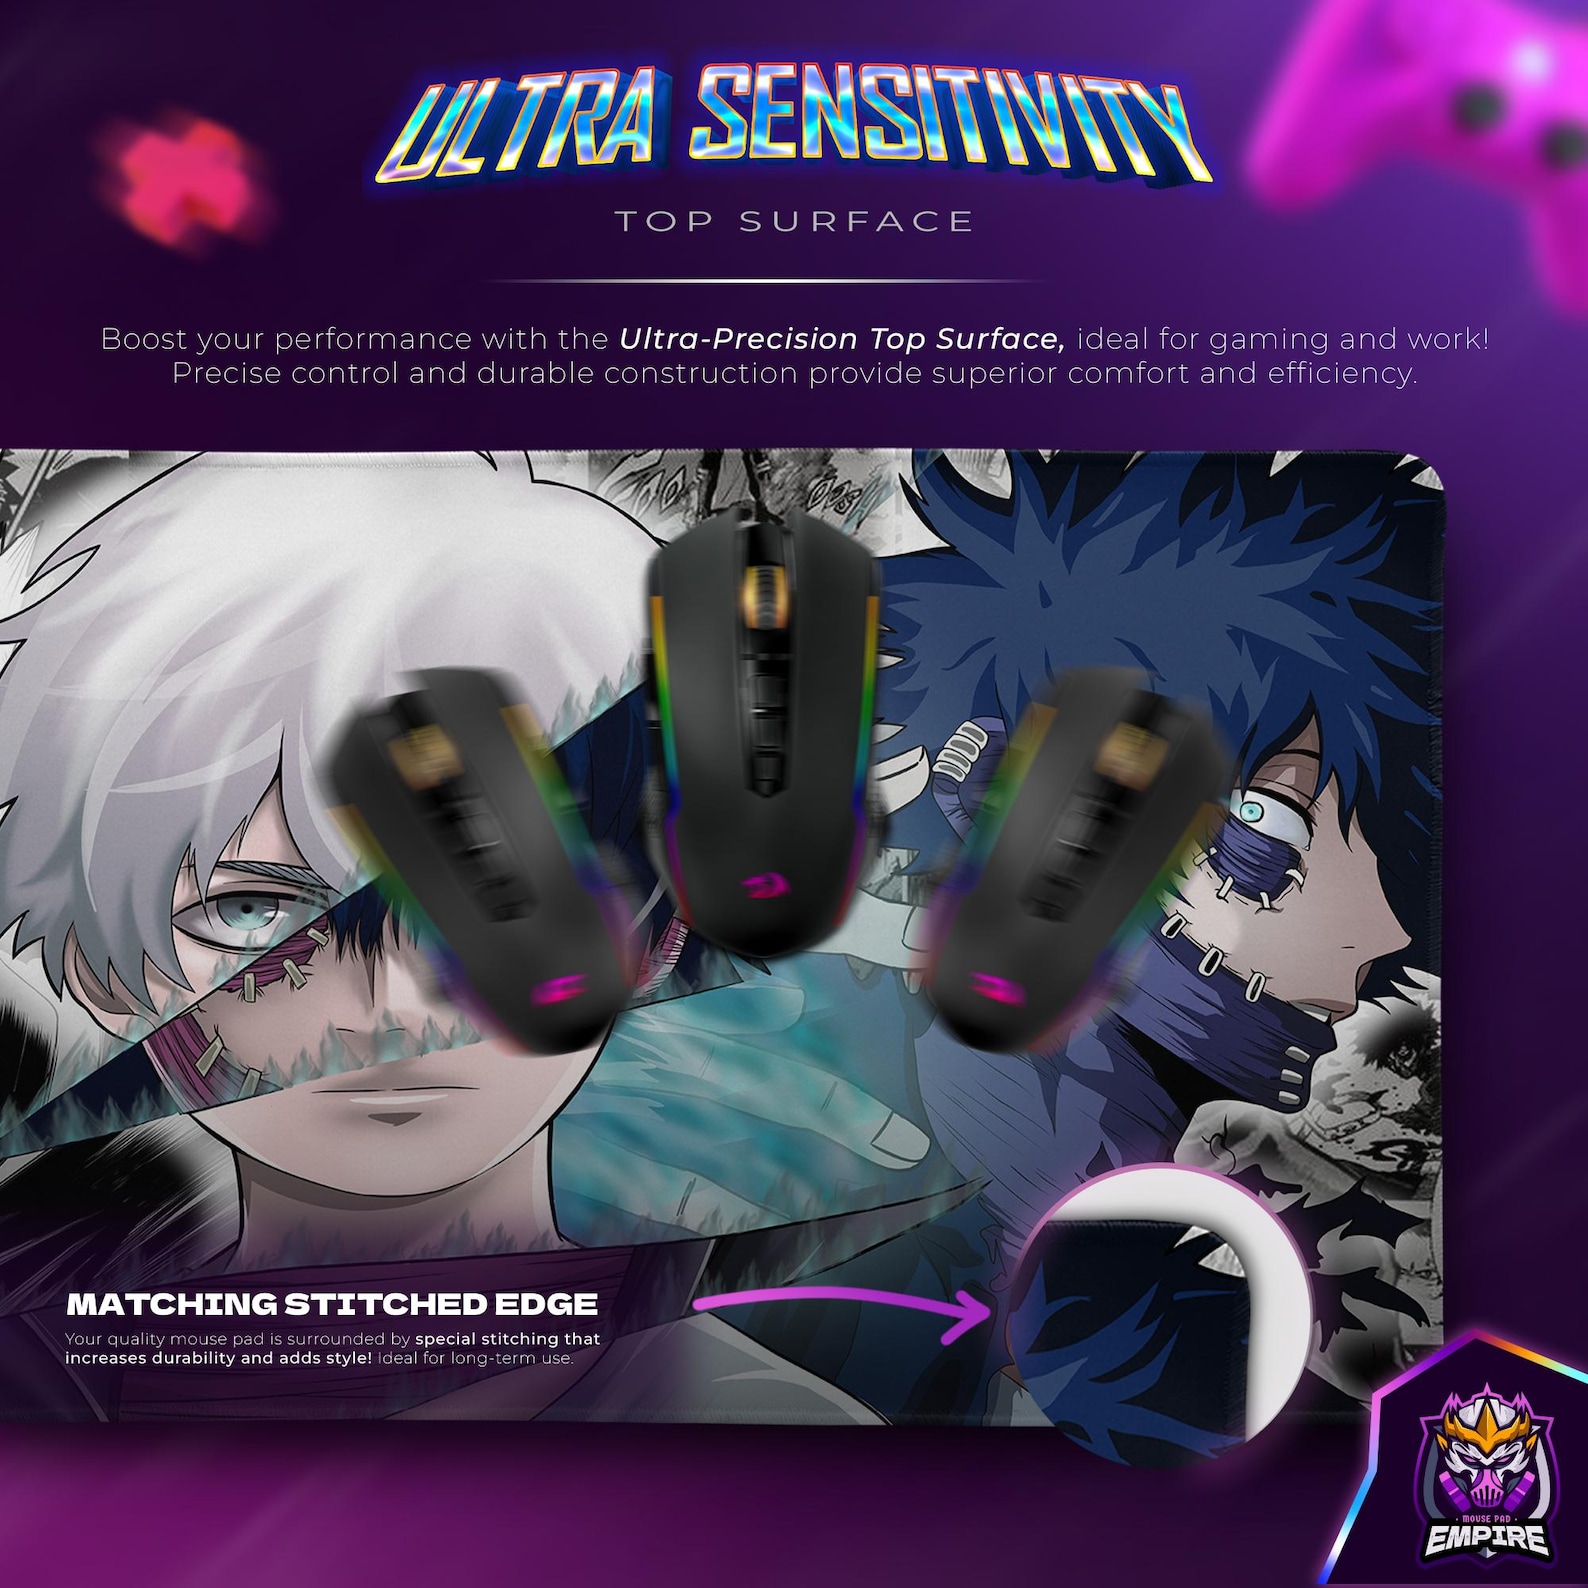 ULTRA SENSITIVITY
TOP SURFACE
Boost your performance with the Ultra-Precision Top Surface, ideal for gaming and work!
Precise control and durable construction provide superior comfort and efficiency.
MATCHING STITCHED EDGE
Your quality mouse pad is surrounded by special stitching that
increases durability and adds style! Ideal for long-term use.
MOUSE PAD
EMPIRE